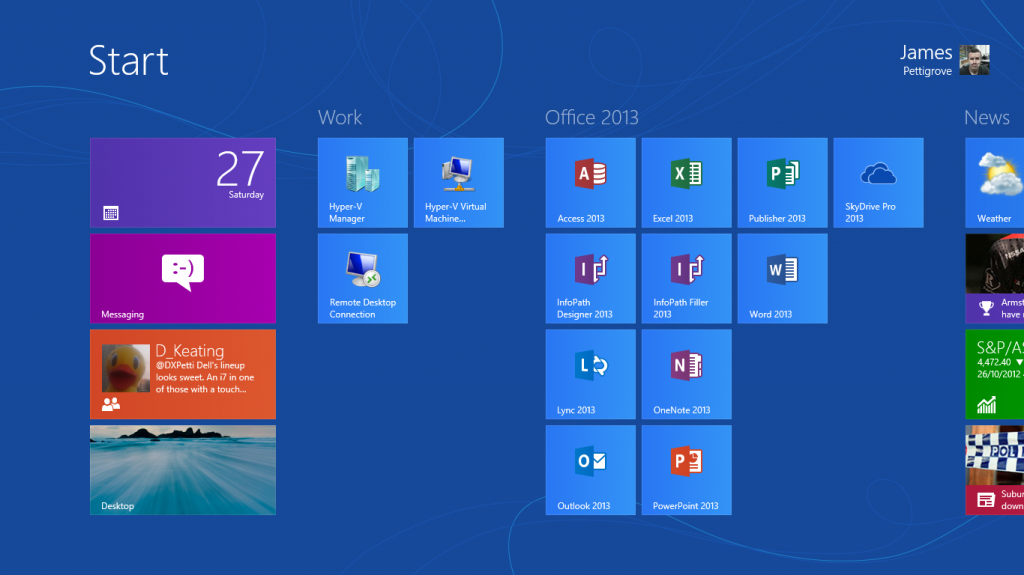 Start
James
Pettigrove
27
Saturday
Messaging
D_Keating
@DXPetti Dell's lineup
looks sweet. An i7 in one
of those with a touch...
Desktop
Work
Hyper-V
Manager
Hyper-V Virtual
Machine...
Remote Desktop
Connection
Office 2013
A
Access 2013
X
Excel 2013
P
Publisher 2013
SkyDrive Pro
2013
I
InfoPath
Designer 2013
I
InfoPath Filler
2013
W
Word 2013
L
Lync 2013
N
OneNote 2013
O
Outlook 2013
P
PowerPoint 2013
News
Weather
Armst
have
S&P/AS
4,472.40 ▼
26/10/2012
POLI
Subur
down